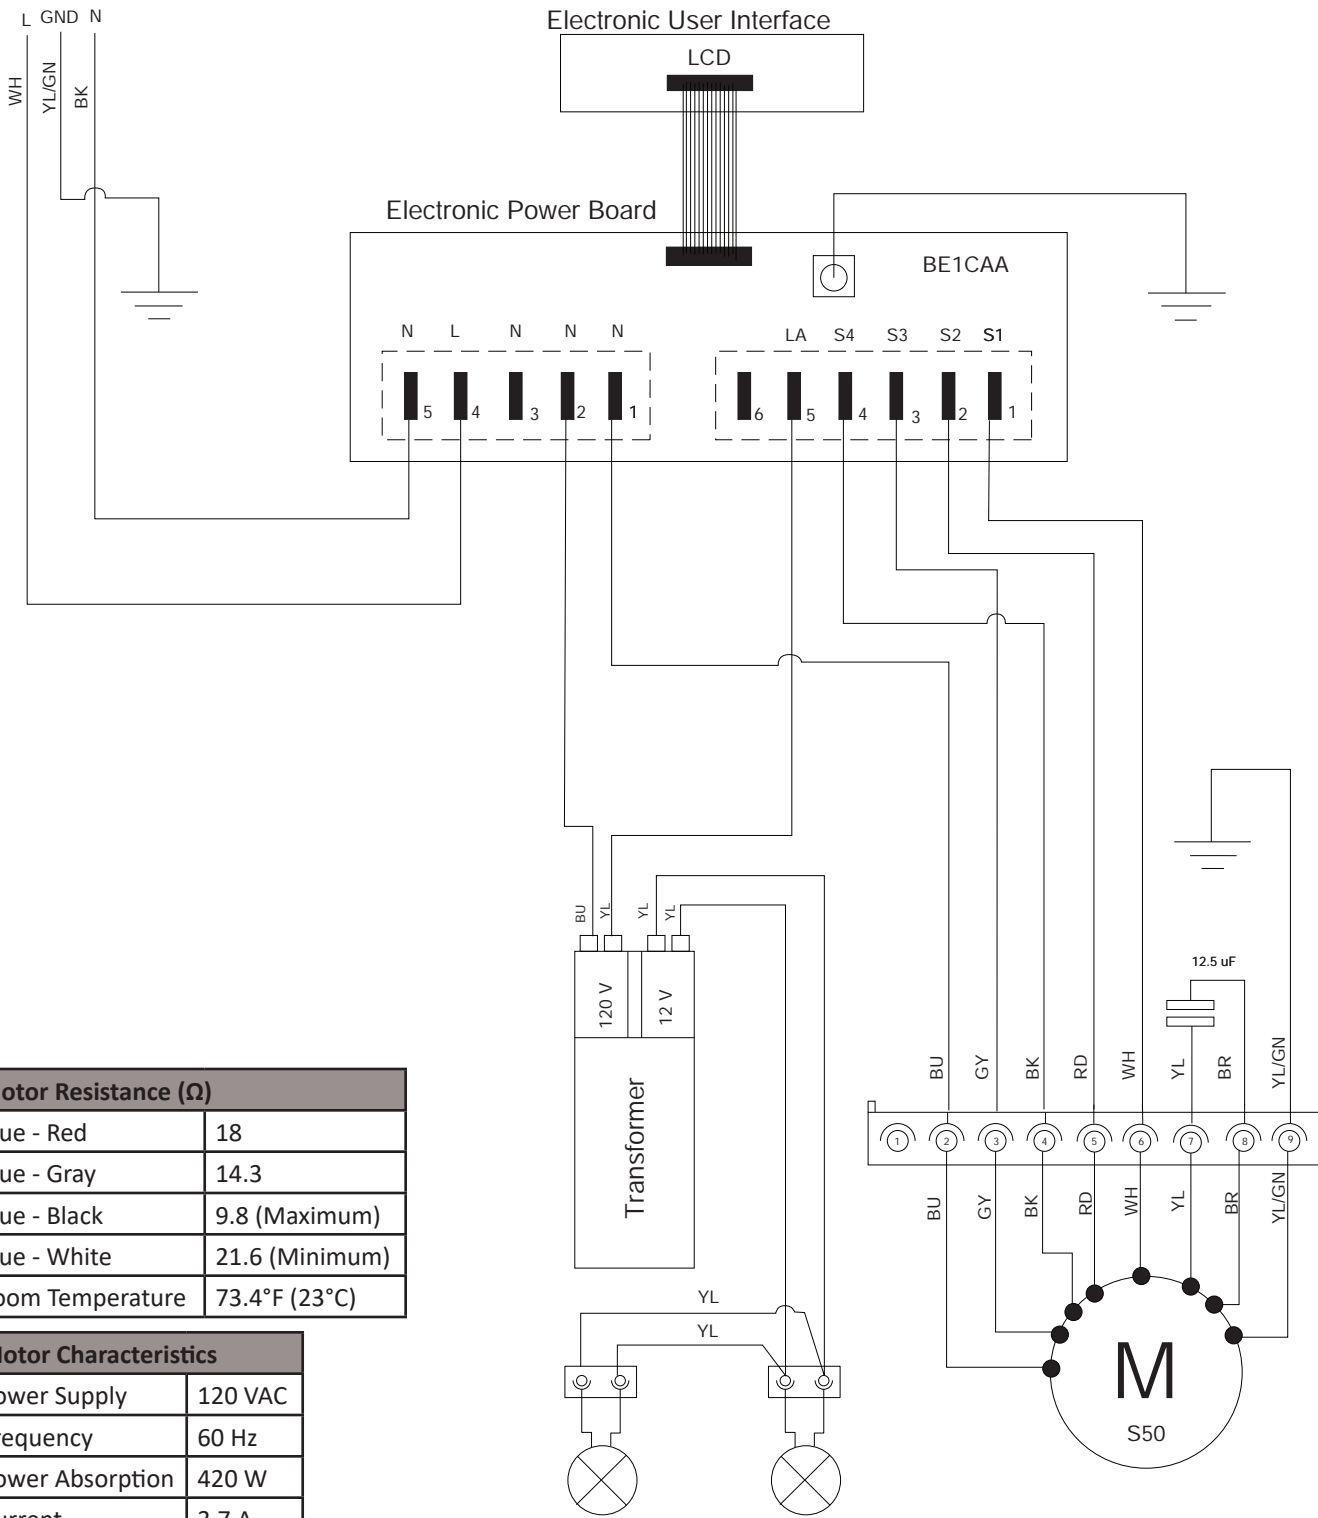 L GND N
WH
YL/GN
BK
Electronic User Interface
LCD
Electronic Power Board
BE1CAA
N L N N N
LA S4 S3 S2 S1
5 4 3 2 1
6 5 4 3 2 1
BU YL YL YL
120 V
12 V
Transformer
12.5 uF
BU GY BK RD WH YL BR YL/GN
1 2 3 4 5 6 7 8 9
BU GY BK RD WH YL BR YL/GN
M
S50
YL
YL
otor Resistance (Ω)
ue - Red 18
ue - Gray 14.3
ue - Black 9.8 (Maximum)
ue - White 21.6 (Minimum)
oom Temperature 73.4°F (23°C)
otor Characteristics
ower Supply 120 VAC
requency 60 Hz
ower Absorption 420 W
urrent 3.7 A